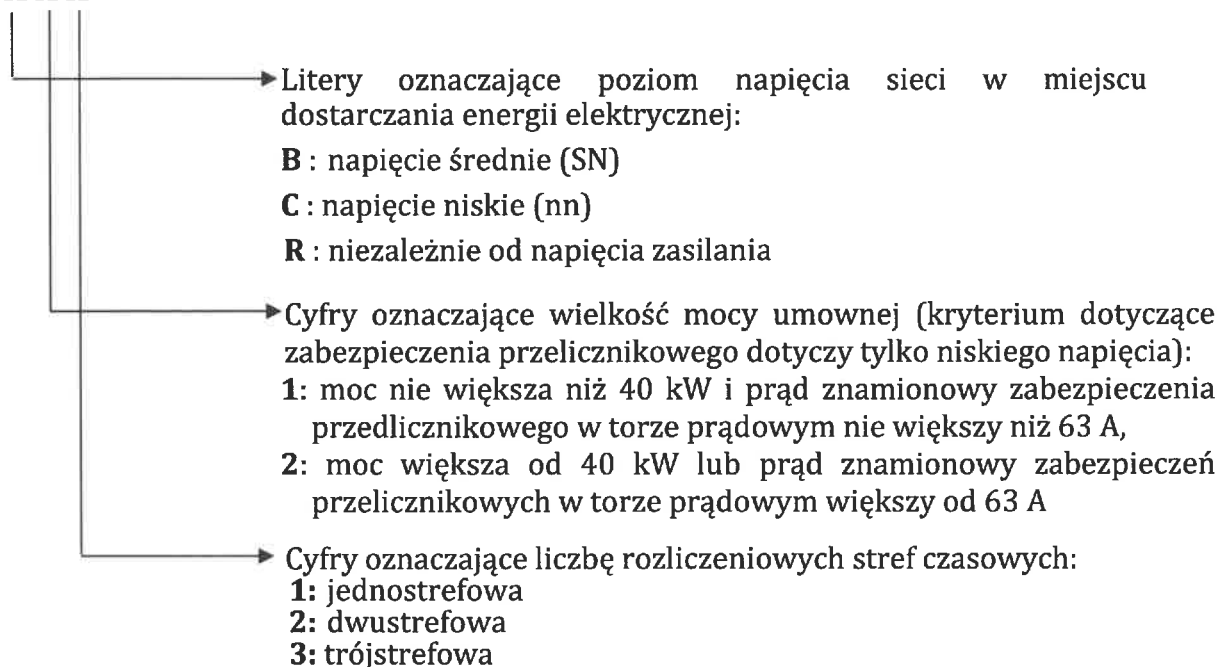 Litery oznaczające poziom napięcia sieci w miejscu
dostarczania energii elektrycznej:
B : napięcie średnie (SN)
C : napięcie niskie (nn)
R : niezależnie od napięcia zasilania
Cyfry oznaczające wielkość mocy umownej (kryterium dotyczące
zabezpieczenia przelicznikowego dotyczy tylko niskiego napięcia):
1: moc nie większa niż 40 kW i prąd znamionowy zabezpieczenia
przedlicznikowego w torze prądowym nie większy niż 63 A,
2: moc większa od 40 kW lub prąd znamionowy zabezpieczeń
przelicznikowych w torze prądowym większy od 63 A
Cyfry oznaczające liczbę rozliczeniowych stref czasowych:
1: jednostrefowa
2: dwustrefowa
3: trójstrefowa